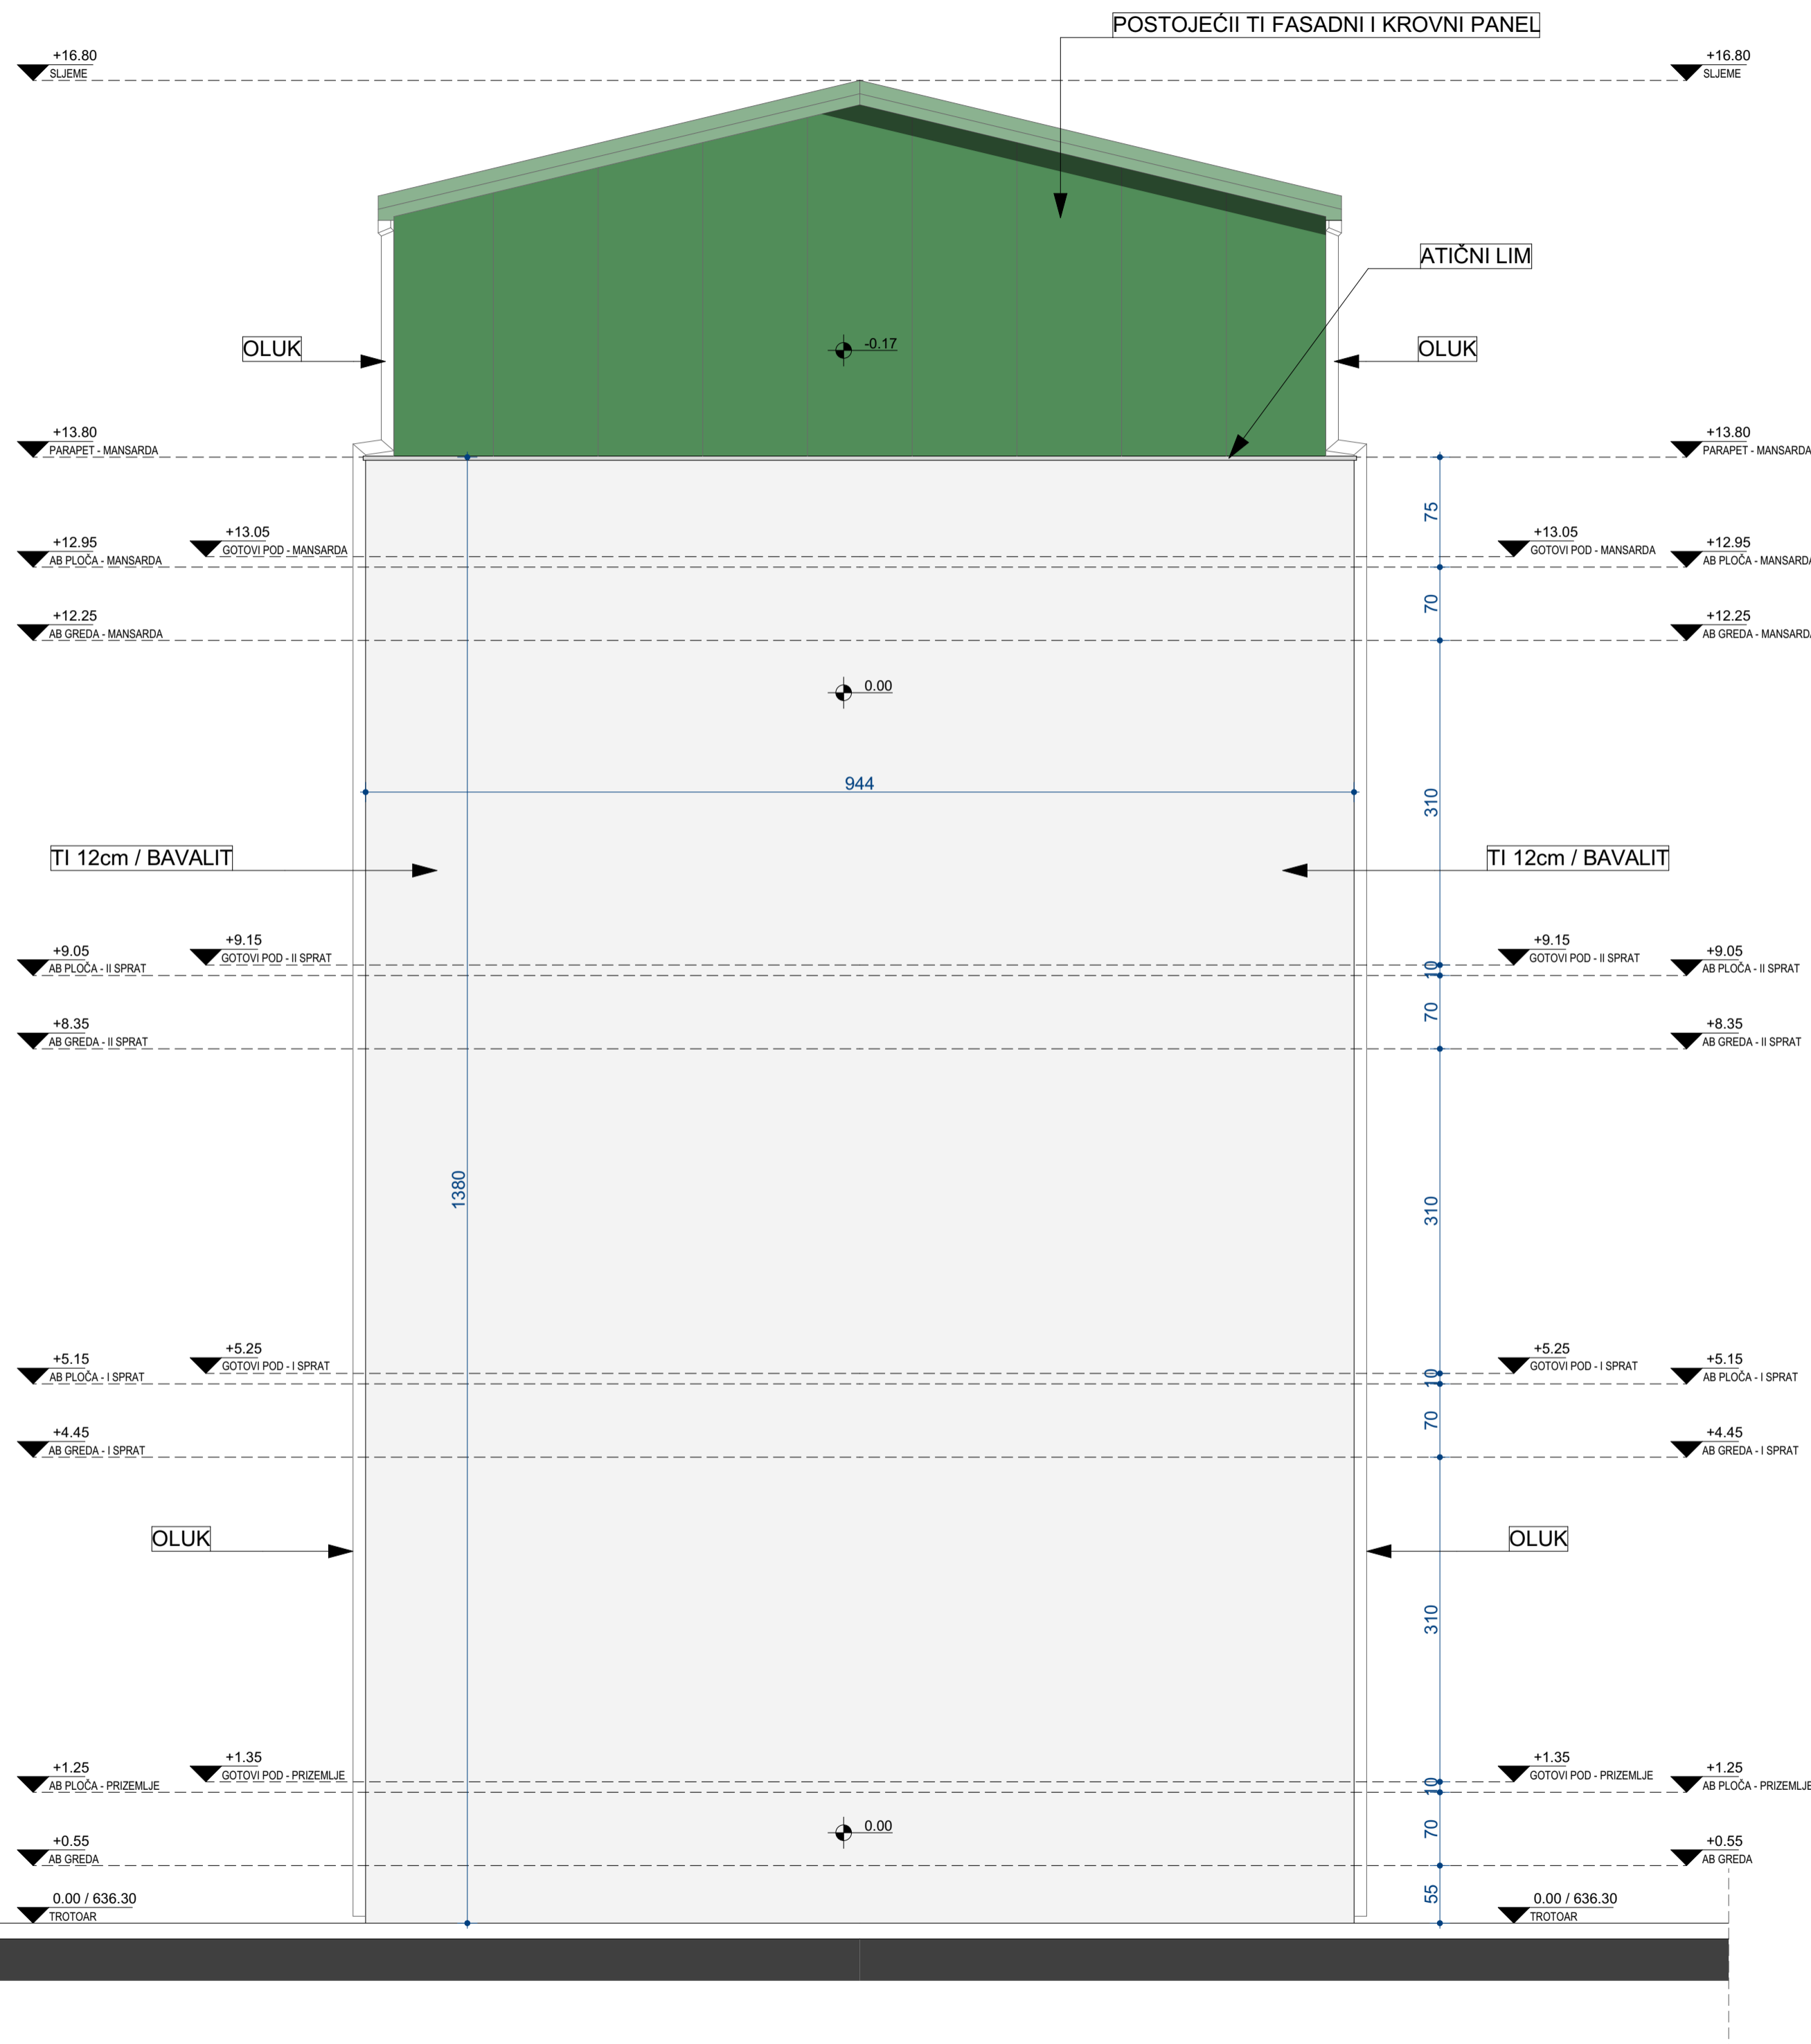 POSTOJEĆII TI FASADNI I KROVNI PANEL
+16.80
SLJEME
+16.80
SLJEME
ATIČNI LIM
OLUK
-0.17
OLUK
+13.80
PARAPET - MANSARDA
+13.80
PARAPET - MANSARDA
75
+13.05
GOTOVI POD - MANSARDA
+13.05
GOTOVI POD - MANSARDA
+12.95
AB PLOČA - MANSARDA
+12.95
AB PLOČA - MANSARDA
70
+12.25
AB GREDA - MANSARDA
+12.25
AB GREDA - MANSARDA
0.00
944
310
TI 12cm / BAVALIT
TI 12cm / BAVALIT
+9.15
GOTOVI POD - II SPRAT
+9.15
GOTOVI POD - II SPRAT
+9.05
AB PLOČA - II SPRAT
10
+9.05
AB PLOČA - II SPRAT
70
+8.35
AB GREDA - II SPRAT
+8.35
AB GREDA - II SPRAT
1380
310
+5.25
GOTOVI POD - I SPRAT
+5.25
GOTOVI POD - I SPRAT
+5.15
AB PLOČA - I SPRAT
10
+5.15
AB PLOČA - I SPRAT
70
+4.45
AB GREDA - I SPRAT
+4.45
AB GREDA - I SPRAT
OLUK
OLUK
310
+1.35
GOTOVI POD - PRIZEMLJE
+1.35
GOTOVI POD - PRIZEMLJE
+1.25
AB PLOČA - PRIZEMLJE
10
+1.25
AB PLOČA - PRIZEMLJE
0.00
70
+0.55
AB GREDA
+0.55
AB GREDA
55
0.00 / 636.30
TROTOAR
0.00 / 636.30
TROTOAR